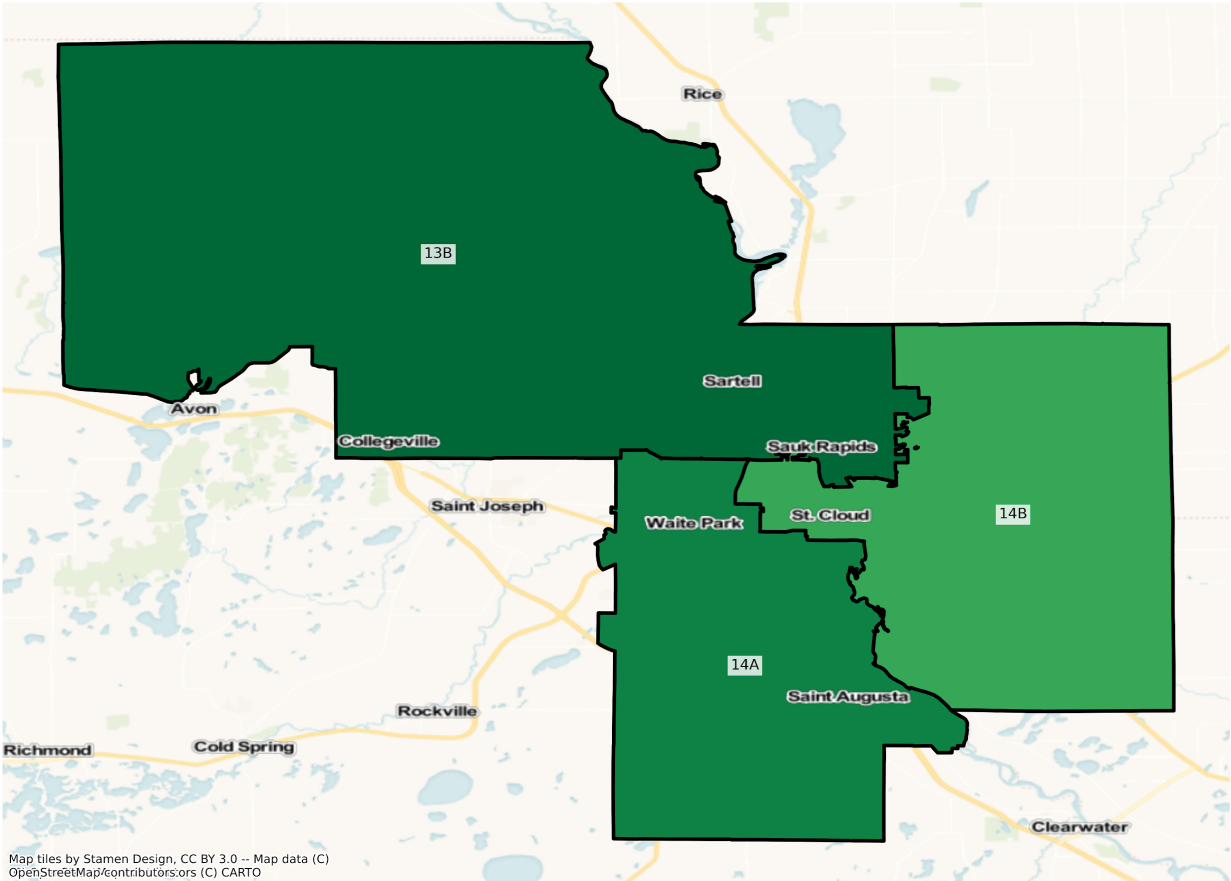 Rice
13B
Sartell
Avon
Collegeville
Sauk Rapids
Saint Joseph
Waite Park
St. Cloud
14B
14A
Saint Augusta
Rockville
Richmond
Cold Spring
Clearwater
Map tiles by Stamen Design, CC BY 3.0 -- Map data (C)
OpenStreetMap contributors (C) CARTO